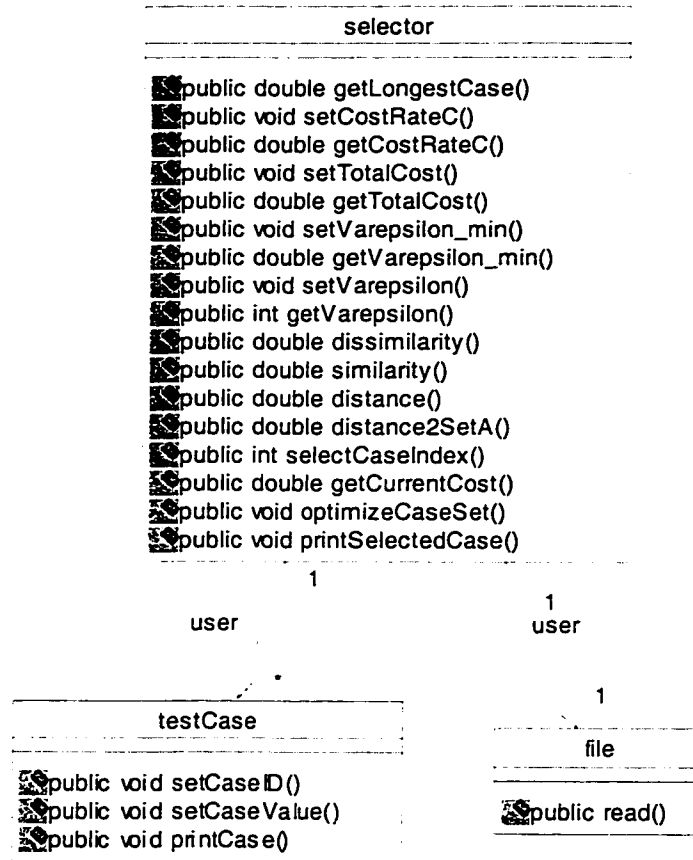 selector
public double getLongestCase()
public void setCostRateC()
public double getCostRateC()
public void setTotalCost()
public double getTotalCost()
public void setVarepsilon_min()
public double getVarepsilon_min()
public void setVarepsilon()
public int getVarepsilon()
public double dissimilarity()
public double similarity()
public double distance()
public double distance2SetA()
public int selectCaseIndex()
public double getCurrentCost()
public void optimizeCaseSet()
public void printSelectedCase()
1
1
user
user
*
1
testCase
public void setCaseID()
public void setCaseValue()
public void printCase()
file
public read()